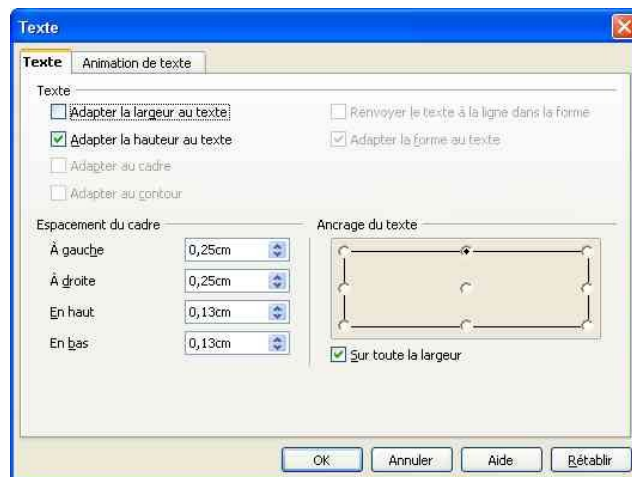 Texte
Texte Animation de texte
Texte
Adapter la largeur au texte Renvoyer le texte à la ligne dans la forme
Adapter la hauteur au texte Adapter la forme au texte
Adapter au cadre
Adapter au contour
Espacement du cadre Ancrage du texte
À gauche 0,25cm
À droite 0,25cm
En haut 0,13cm
En bas 0,13cm
Sur toute la largeur
OK Annuler Aide Rétablir